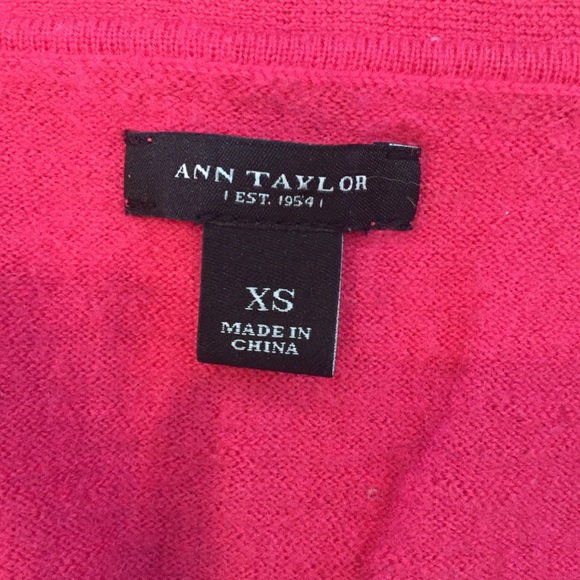 ANN TAYLOR
| EST. 1954 |
XS
MADE IN
CHINA